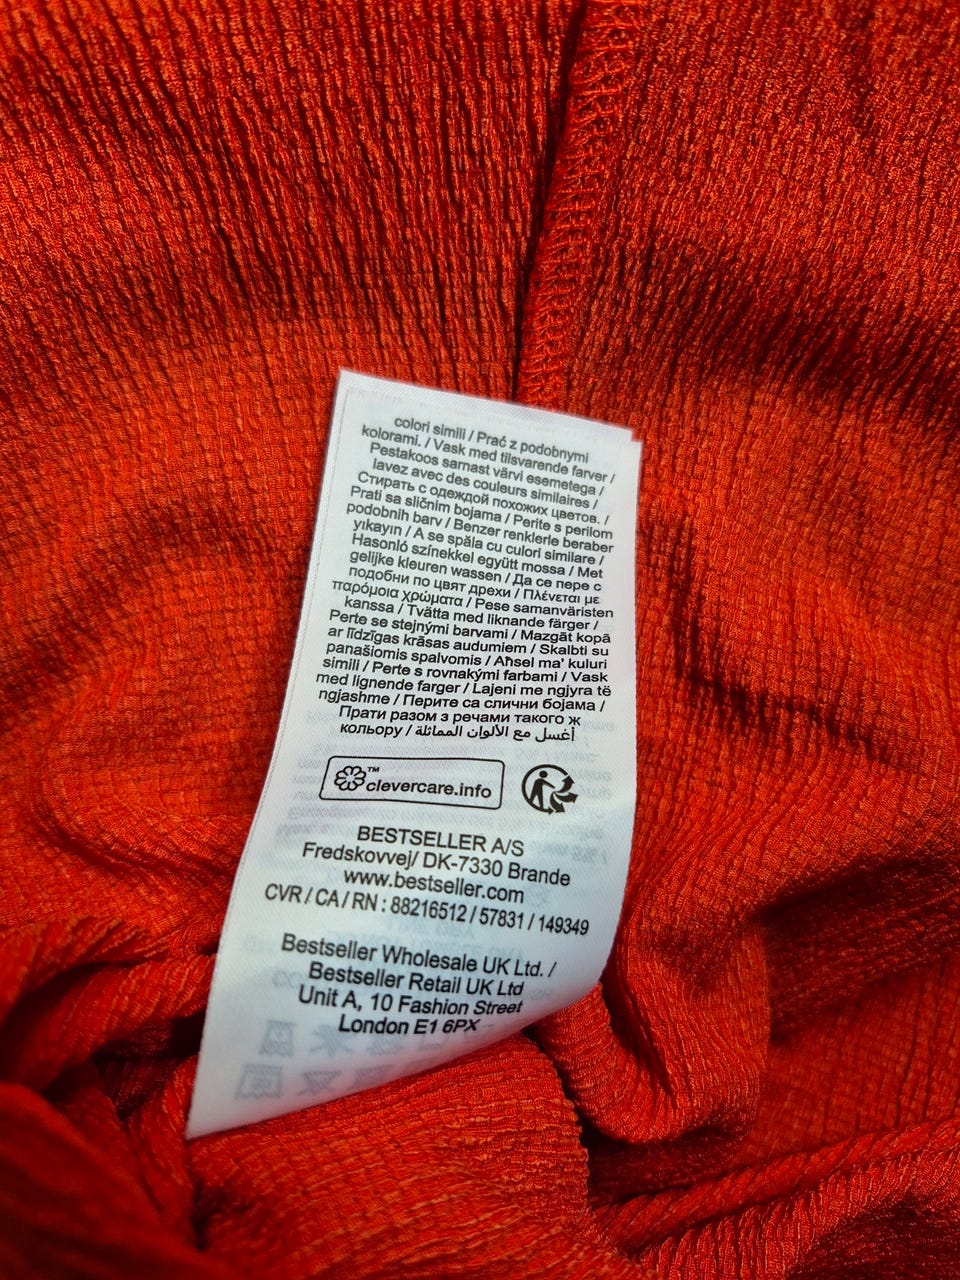 colori simili / Prać z podobnymi
kolorami. / Vask med tilsvarende farver /
Pestakoos sarnast värvi esemetega /
lavez avec des couleurs similaires /
Стирать с одеждой похожих цветов. /
Prati sa sličnim bojama / Perite s perilom
podobnih barv / Benzer renklerle beraber
yıkayın / A se spăla cu culori similare /
Hasonló színekkel együtt mossa / Met
gelijke kleuren wassen / Да се пере с
подобни по цвят дрехи / Πλένεται με
παρόμοια χρώματα / Pese samanväristen
kanssa / Tvätta med liknande färger /
Perte se stejnými barvami / Mazgāt kopā
ar līdzīgas krāsas audumiem / Skalbti su
panašiomis spalvomis / Aħsel ma' kuluri
simili / Perte s rovnakými farbami / Vask
med lignende farger / Lajeni me ngjyra të
ngjashme / Перите са слични бојама /
Прати разом з речами такого ж
кольору / أغسل مع الألوان المماثلة
TM
clevercare.info
BESTSELLER A/S
Fredskovvej/ DK-7330 Brande
www.bestseller.com
CVR / CA / RN : 88216512 / 57831 / 149349
Bestseller Wholesale UK Ltd. /
Bestseller Retail UK Ltd
Unit A, 10 Fashion Street
London E1 6PX